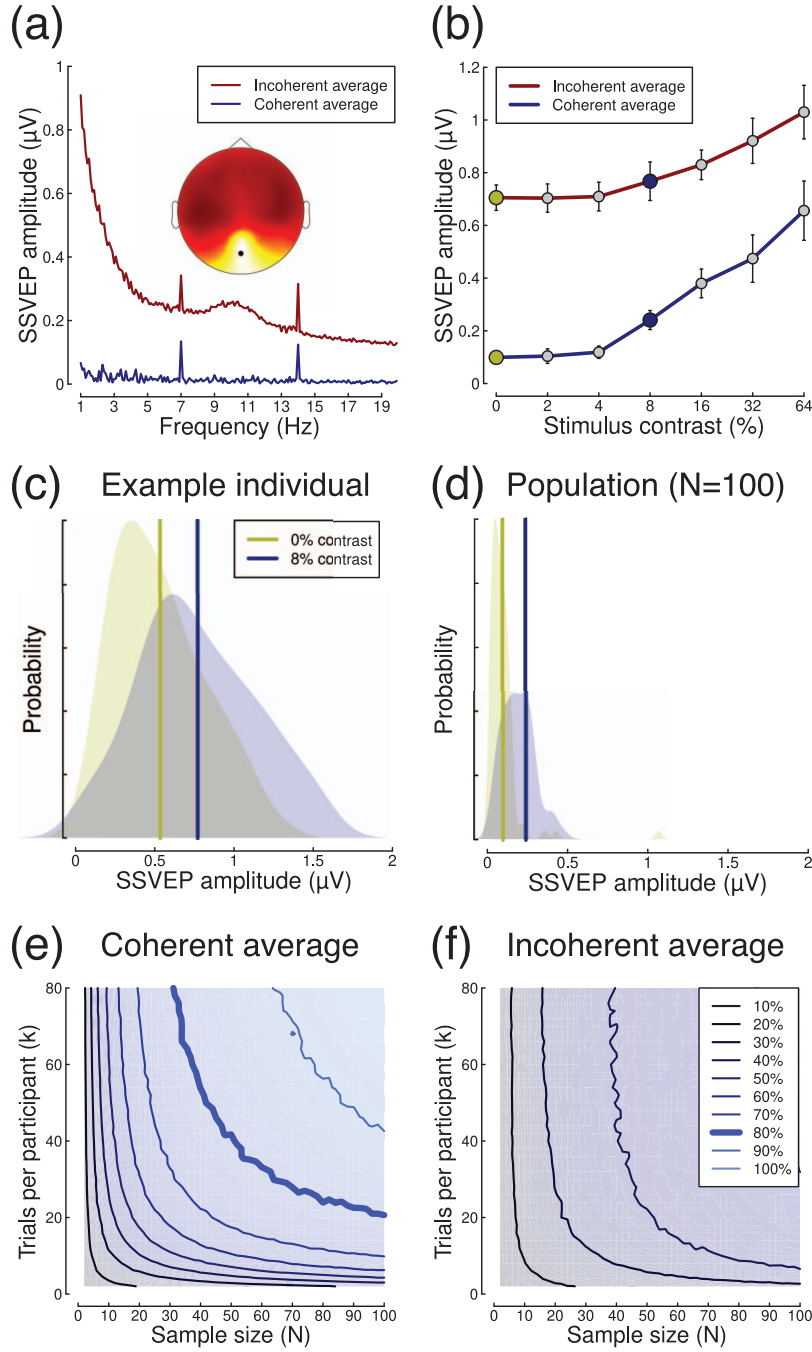 (a)
SSVEP amplitude (µV)
1
0.8
0.6
0.4
0.2
0
Incoherent average
Coherent average
1 3 5 7 9 11 13 15 17 19
Frequency (Hz)
(b)
SSVEP amplitude (µV)
1.2
1
0.8
0.6
0.4
0.2
0
Incoherent average
Coherent average
0 2 4 8 16 32 64
Stimulus contrast (%)
(c) Example individual
Probability
0% contrast
8% contrast
0 0.5 1 1.5 2
SSVEP amplitude (µV)
(d) Population (N=100)
Probability
0 0.5 1 1.5 2
SSVEP amplitude (µV)
(e) Coherent average
Trials per participant (k)
80
60
40
20
0
0 10 20 30 40 50 60 70 80 90 100
Sample size (N)
(f) Incoherent average
Trials per participant (k)
80
60
40
20
0
10%
20%
30%
40%
50%
60%
70%
80%
90%
100%
0 10 20 30 40 50 60 70 80 90 100
Sample size (N)